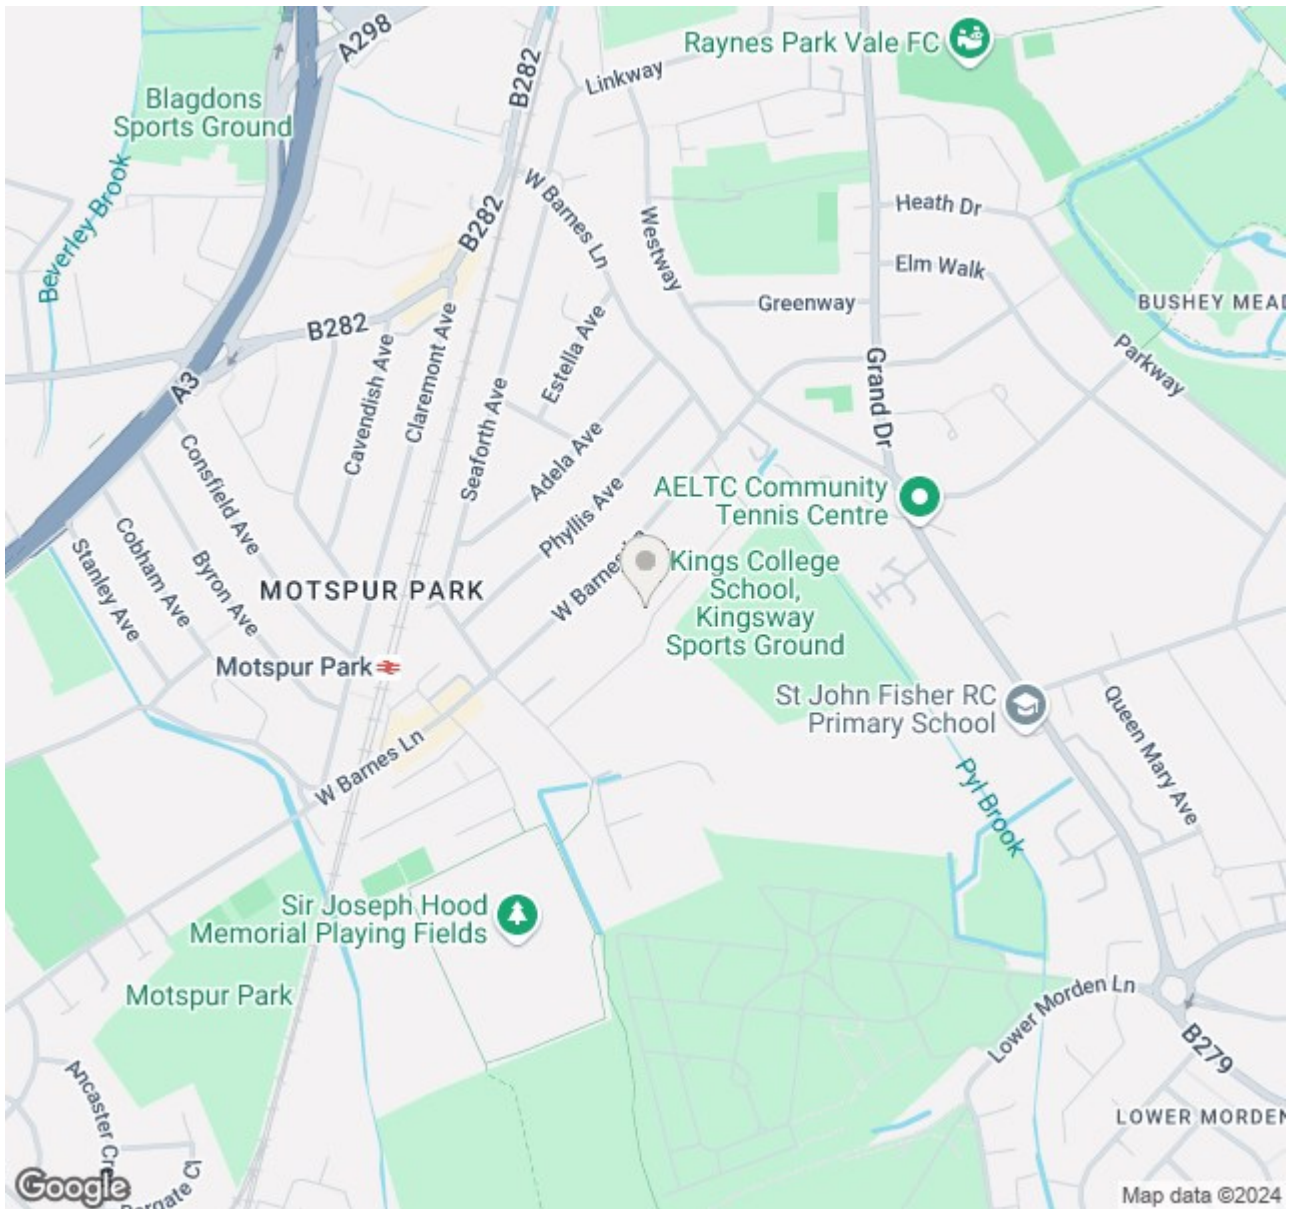 A298
B282
Linkway
Raynes Park Vale FC
Blagdons
Sports Ground
Beverley Brook
B282
W Barnes Ln
Westway
Heath Dr
Elm Walk
Greenway
BUSHEY MEAD
B282
Parkway
A3
Cavendish Ave
Claremont Ave
Seaforth Ave
Estella Ave
Grand Dr
Adela Ave
Phyllis Ave
Consfield Ave
AELTC Community
Tennis Centre
Stanley Ave
Cobham Ave
Byron Ave
MOTSPUR PARK
W Barnes
Kings College
School,
Kingsway
Sports Ground
Motspur Park
St John Fisher RC
Primary School
Queen Mary Ave
W Barnes Ln
Pyl Brook
Sir Joseph Hood
Memorial Playing Fields
Motspur Park
Lower Morden Ln
B279
Ancaster Cre
LOWER MORDEN
Google
Map data ©2024